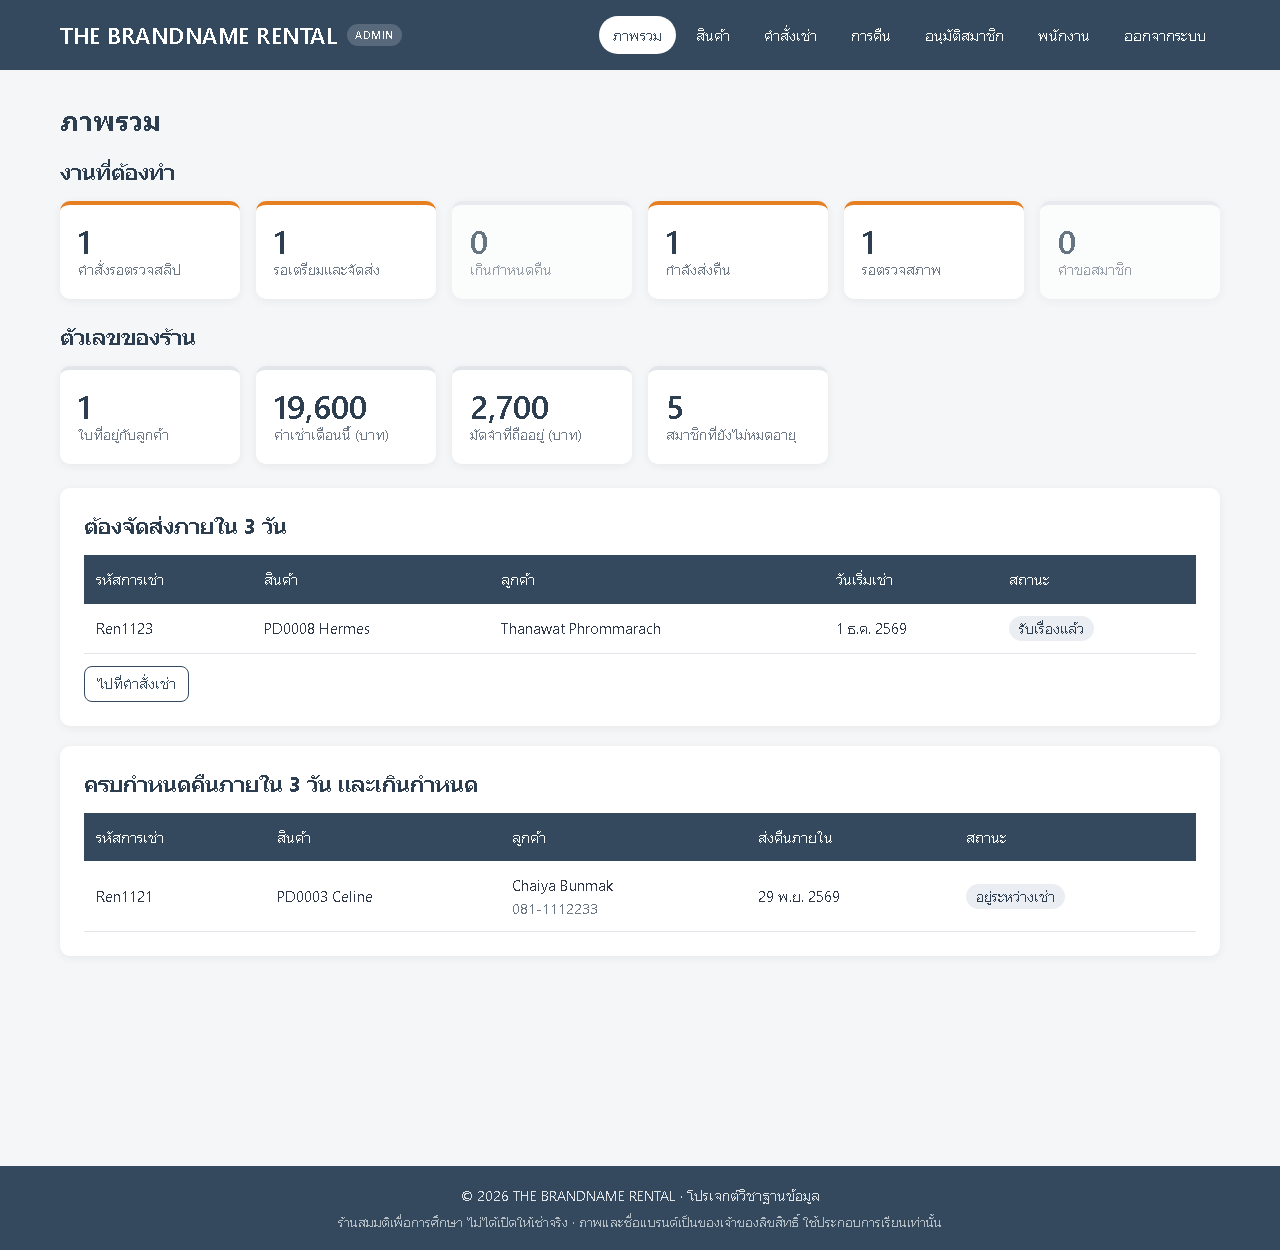 THE BRANDNAME RENTAL ADMIN ภาพรวม สินค้า คำสั่งเช่า การคืน อนุมัติสมาชิก พนักงาน ออกจากระบบ
ภาพรวม
งานที่ต้องทำ
1 1 0 1 1 0
คำสั่งรอตรวจสลิป รอเตรียมและจัดส่ง เกินกำหนดคืน กำลังส่งคืน รอตรวจสภาพ คำขอสมาชิก
ตัวเลขของร้าน
1 19,600 2,700 5
ใบที่อยู่กับลูกค้า ค่าเช่าเดือนนี้ (บาท) มัดจำที่ถืออยู่ (บาท) สมาชิกที่ยังไม่หมดอายุ
ต้องจัดส่งภายใน 3 วัน
รหัสการเช่า สินค้า ลูกค้า วันเริ่มเช่า สถานะ
Ren1123 PD0008 Hermes Thanawat Phrommarach 1 ธ.ค. 2569 รับเรื่องแล้ว
ไปที่คำสั่งเช่า
ครบกำหนดคืนภายใน 3 วัน และเกินกำหนด
รหัสการเช่า สินค้า ลูกค้า ส่งคืนภายใน สถานะ
Ren1121 PD0003 Celine Chaiya Bunmak 29 พ.ย. 2569 อยู่ระหว่างเช่า
081-1112233
© 2026 THE BRANDNAME RENTAL · โปรเจกต์วิชาฐานข้อมูล
ร้านสมมติเพื่อการศึกษา ไม่ได้เปิดให้เช่าจริง · ภาพและชื่อแบรนด์เป็นของเจ้าของลิขสิทธิ์ ใช้ประกอบการเรียนเท่านั้น